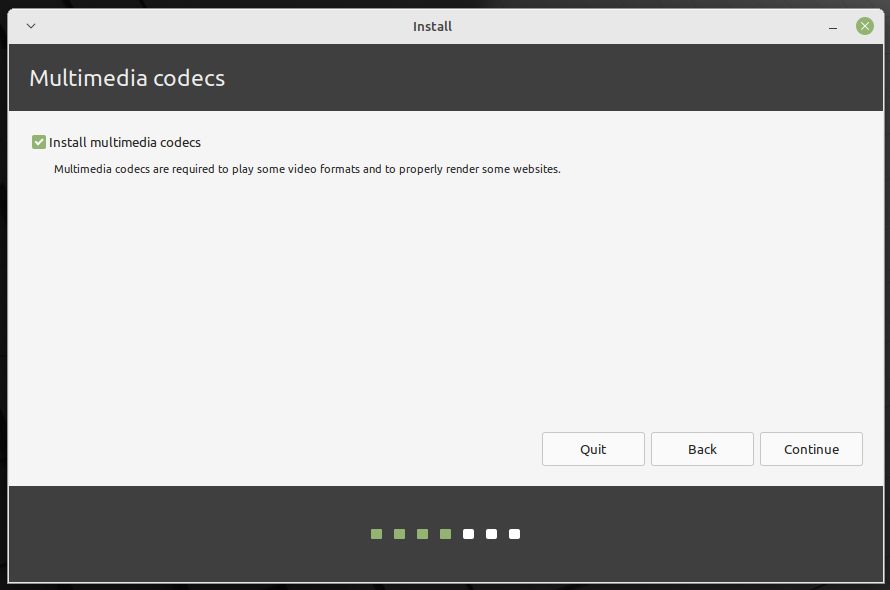 Install
Multimedia codecs
Install multimedia codecs
Multimedia codecs are required to play some video formats and to properly render some websites.
Quit Back Continue